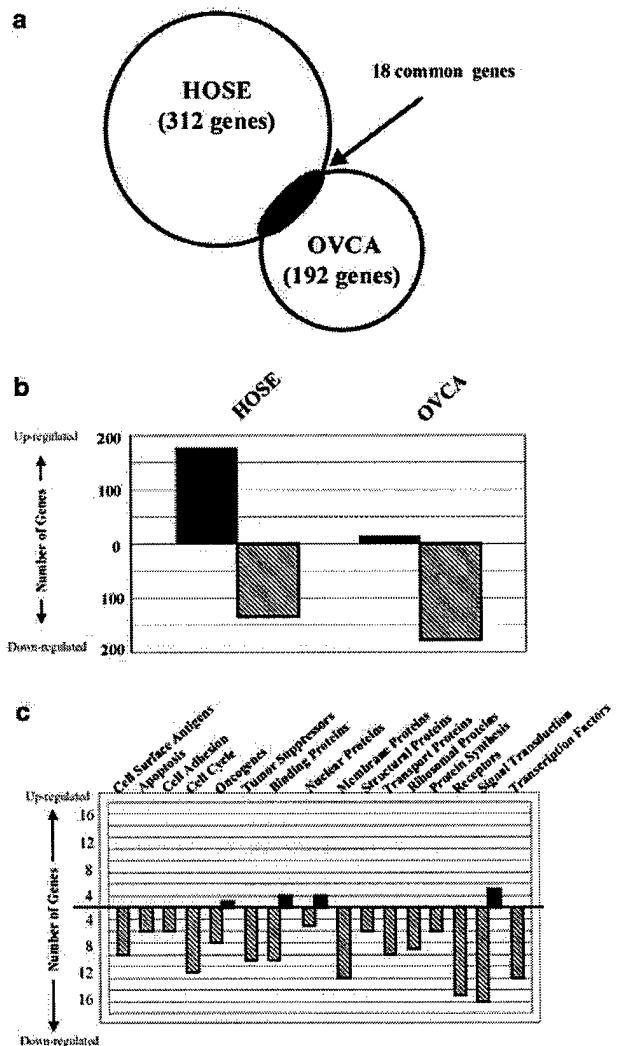 a
HOSE
(312 genes)
18 common genes
OVCA
(192 genes)
b
HOSE
OVCA
Up-regulated
Number of Genes
Down-regulated
200
100
0
100
200
c
Cell Surface Antigens
Apoptosis
Cell Adhesion
Cell Cycle
Oncogenes
Tumor Suppressors
Binding Proteins
Nuclear Proteins
Membrane Proteins
Structural Proteins
Transport Proteins
Ribosomal Proteins
Protein Synthesis
Receptors
Signal Transduction
Transcription Factors
Up-regulated
Number of Genes
Down-regulated
16
12
8
4
4
8
12
16